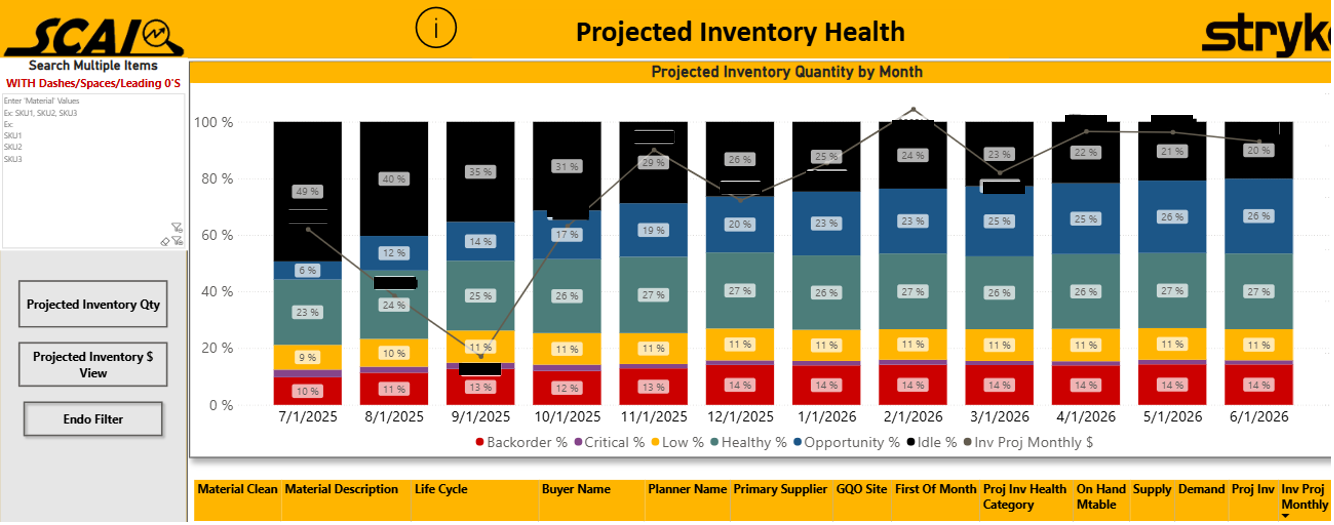 SCAI
i
Projected Inventory Health
stryk
Search Multiple Items
WITH Dashes/Spaces/Leading 0'S
Enter 'Material' Values
Ex: SKU1, SKU2, SKU3
Ex:
SKU1
SKU2
SKU3
Projected Inventory Qty
Projected Inventory $
View
Endo Filter
Projected Inventory Quantity by Month
100 %
80 %
60 %
40 %
20 %
0 %
49 % 40 % 35 % 31 % 29 % 26 % 25 % 24 % 23 % 22 % 21 % 20 %
6 % 12 % 14 % 17 % 19 % 20 % 23 % 23 % 25 % 25 % 26 % 26 %
23 % 24 % 25 % 26 % 27 % 27 % 26 % 27 % 26 % 26 % 27 % 27 %
9 % 10 % 11 % 11 % 11 % 11 % 11 % 11 % 11 % 11 % 11 % 11 %
10 % 11 % 13 % 12 % 13 % 14 % 14 % 14 % 14 % 14 % 14 % 14 %
7/1/2025 8/1/2025 9/1/2025 10/1/2025 11/1/2025 12/1/2025 1/1/2026 2/1/2026 3/1/2026 4/1/2026 5/1/2026 6/1/2026
Backorder % Critical % Low % Healthy % Opportunity % Idle % Inv Proj Monthly $
Material Clean Material Description Life Cycle Buyer Name Planner Name Primary Supplier GQO Site First Of Month Proj Inv Health On Hand Supply Demand Proj Inv Inv Proj
Category Mtable Monthly